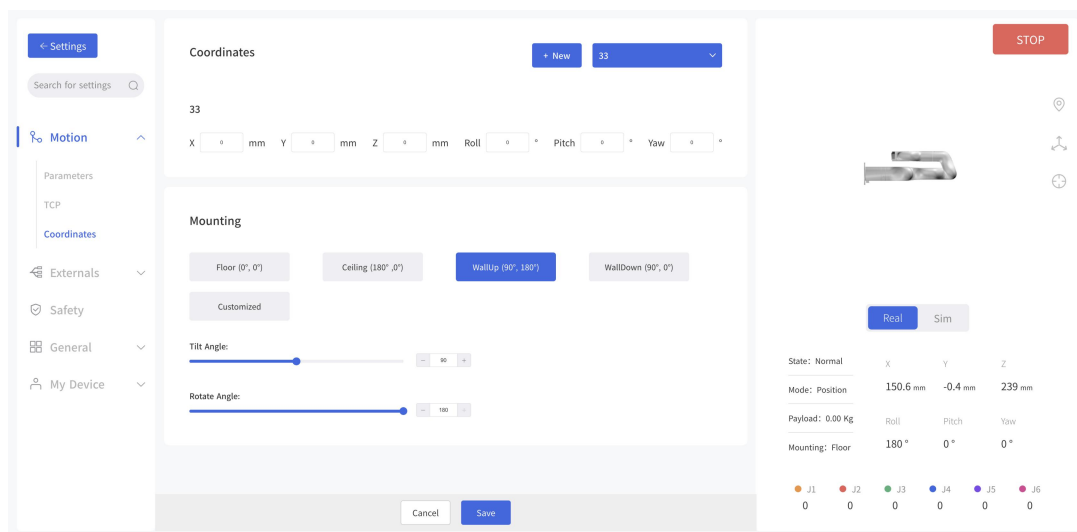 ← Settings
Search for settings
Motion
Parameters
TCP
Coordinates
Externals
Safety
General
My Device
Coordinates
+ New 33
33
X 0 mm Y 0 mm Z 0 mm Roll 0 ° Pitch 0 ° Yaw 0 °
Mounting
Floor (0°, 0°) Ceiling (180° ,0°) WallUp (90°, 180°) WallDown (90°, 0°)
Customized
Tilt Angle:
− 90 +
Rotate Angle:
− 180 +
Cancel Save
STOP
Real Sim
State: Normal
Mode: Position
Payload: 0.00 Kg
Mounting: Floor
X Y Z
150.6 mm -0.4 mm 239 mm
Roll Pitch Yaw
180 ° 0 ° 0 °
J1 J2 J3 J4 J5 J6
0 0 0 0 0 0